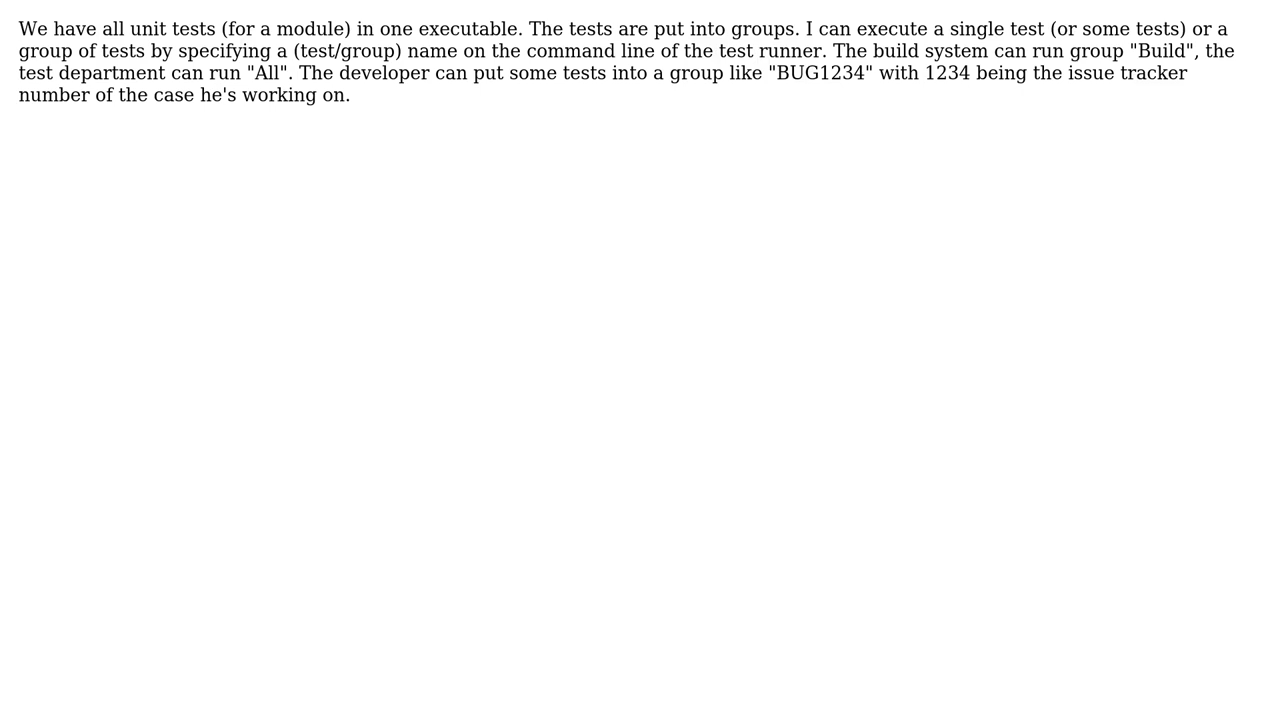 We have all unit tests (for a module) in one executable. The tests are put into groups. I can execute a single test (or some tests) or a
group of tests by specifying a (test/group) name on the command line of the test runner. The build system can run group "Build", the
test department can run "All". The developer can put some tests into a group like "BUG1234" with 1234 being the issue tracker
number of the case he's working on.